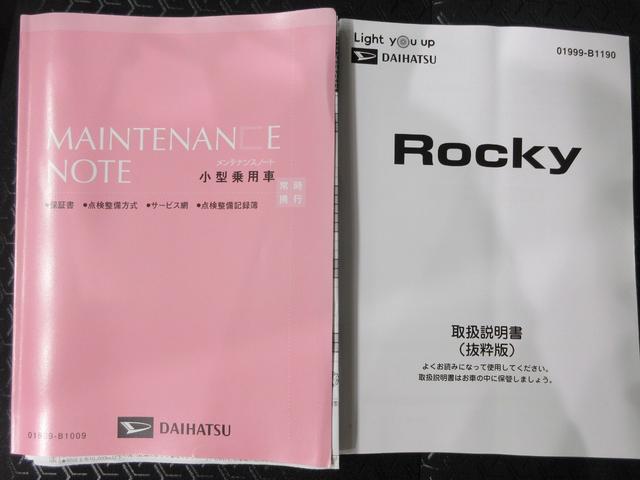 MAINTENANCE
NOTE
メンテナンスノート
小型乗用車
常時
携行
●保証書 ●点検整備方式 ●サービス網 ●点検整備記録簿
DAIHATSU
Light you up
DAIHATSU
01999-B1190
Rocky
取扱説明書
（抜粋版）
よくお読みになって使用してください。
取扱説明書はお車の中に保管しましょう。